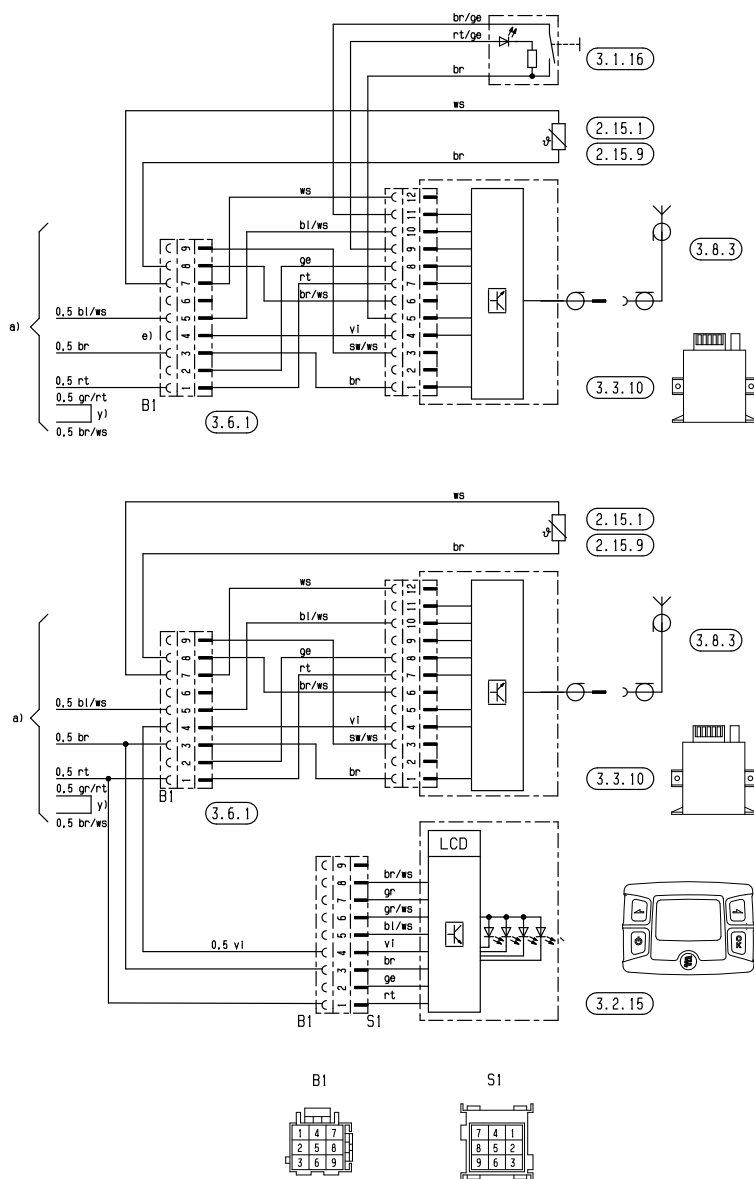 br/ge
rt/ge
br
3.1.16
ws
2.15.1
br
2.15.9
ws
12
11
bl/ws
10
3.8.3
9
9
ge
8
8
rt
7
7
br/ws
6
6
0.5 bl/ws
5
5
a)
e)
4
vi
4
0.5 br
3
sw/ws
3
2
2
0.5 rt
1
br
1
3.3.10
0.5 gr/rt
B1
y)
3.6.1
0.5 br/ws
ws
2.15.1
br
2.15.9
ws
12
11
bl/ws
10
3.8.3
9
9
ge
8
8
rt
7
7
br/ws
6
6
0.5 bl/ws
5
5
a)
4
vi
4
0.5 br
3
sw/ws
3
2
2
0.5 rt
1
br
1
3.3.10
0.5 gr/rt
B1
y)
3.6.1
0.5 br/ws
LCD
9
br/ws
8
gr
7
gr/ws
6
bl/ws
5
0.5 vi
4
vi
3
br
2
ge
1
rt
3.2.15
B1
S1
B1
S1
1 4 7
2 5 8
3 6 9
7 4 1
8 5 2
9 6 3